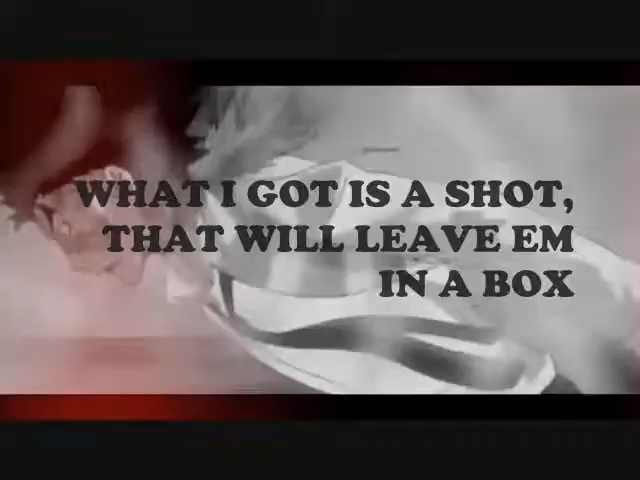 WHAT I GOT IS A SHOT,
THAT WILL LEAVE EM
IN A BOX